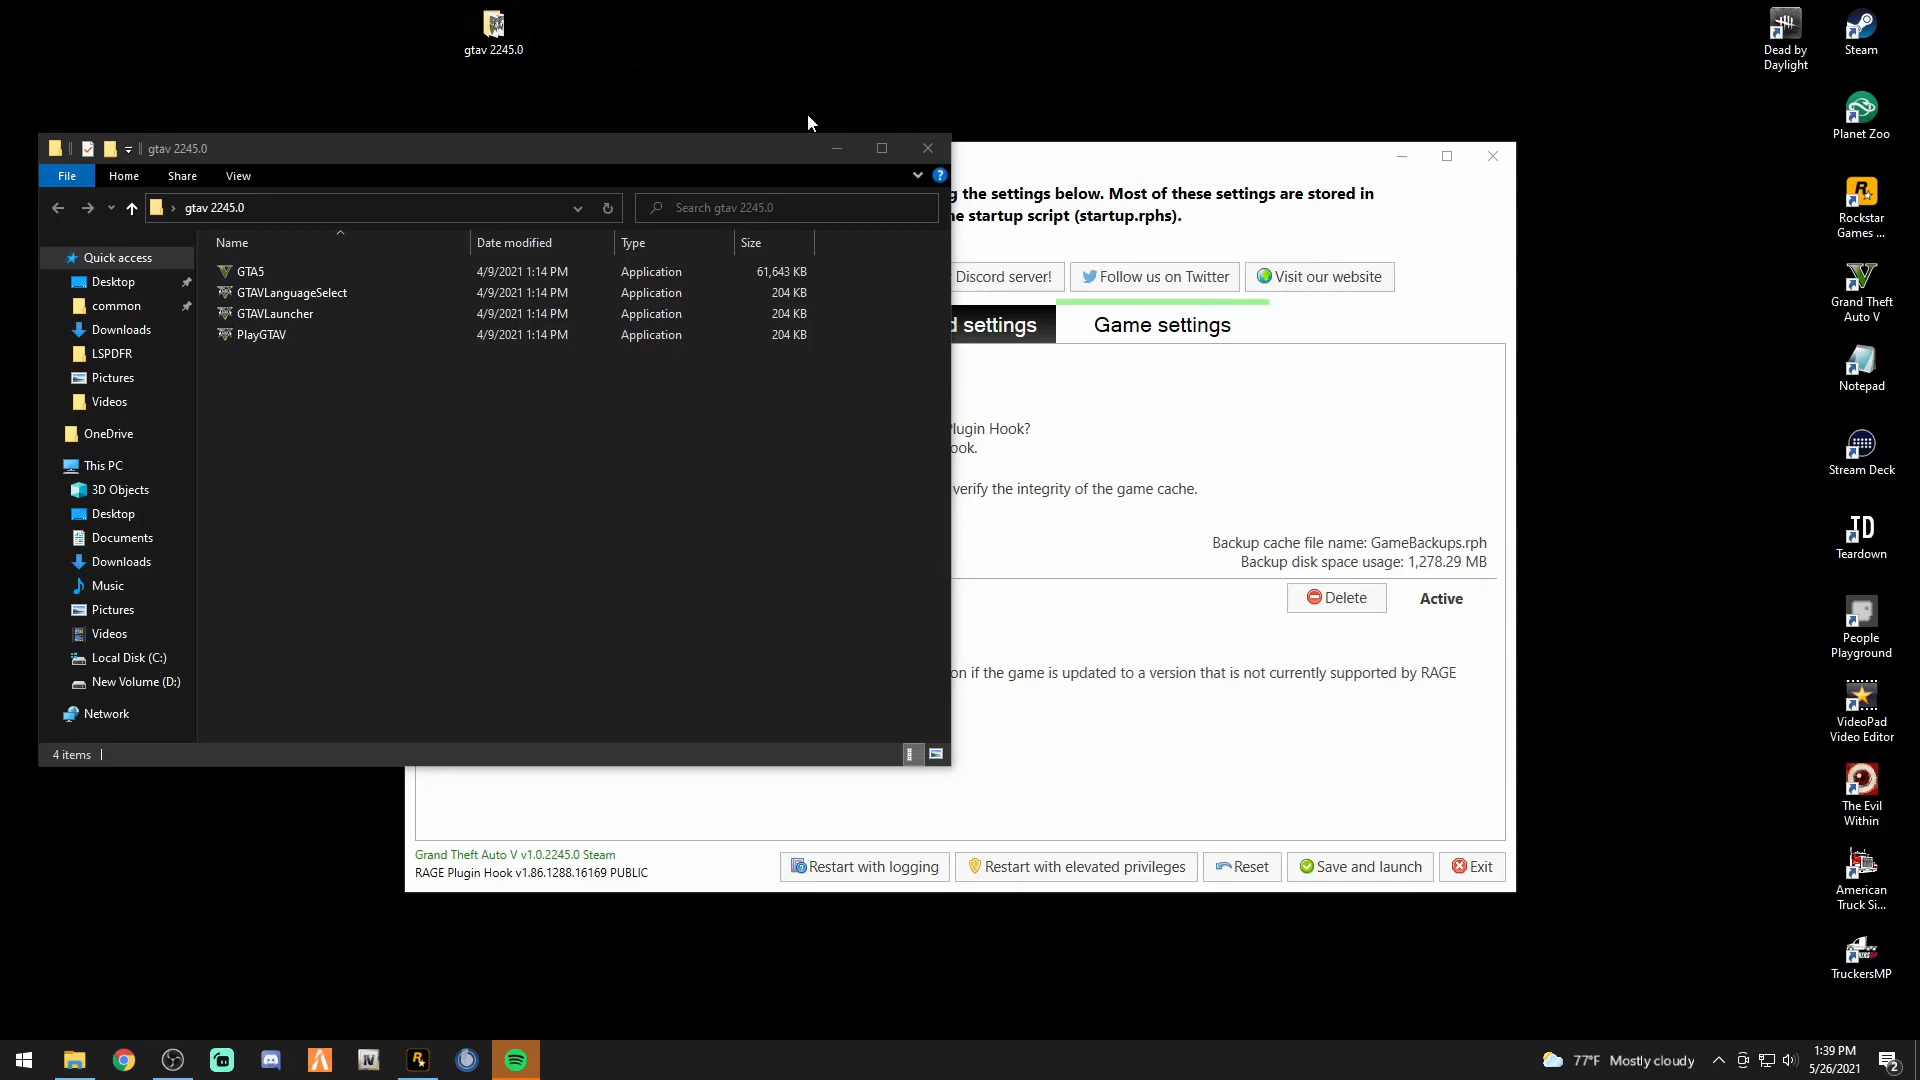 gtav 2245.0
Dead by
Daylight
Steam
Planet Zoo
Rockstar
Games ...
Grand Theft
Auto V
Notepad
Stream Deck
Teardown
People
Playground
VideoPad
Video Editor
The Evil
Within
American
Truck Si...
TruckersMP
gtav 2245.0
File
Home
Share
View
gtav 2245.0
Search gtav 2245.0
Name
Date modified
Type
Size
GTA5
4/9/2021 1:14 PM
Application
61,643 KB
GTAVLanguageSelect
4/9/2021 1:14 PM
Application
204 KB
GTAVLauncher
4/9/2021 1:14 PM
Application
204 KB
PlayGTAV
4/9/2021 1:14 PM
Application
204 KB
Quick access
Desktop
common
Downloads
LSPDFR
Pictures
Videos
OneDrive
This PC
3D Objects
Desktop
Documents
Downloads
Music
Pictures
Videos
Local Disk (C:)
New Volume (D:)
Network
4 items
g the settings below. Most of these settings are stored in
he startup script (startup.rphs).
Discord server!
Follow us on Twitter
Visit our website
d settings
Game settings
Plugin Hook?
ook.
verify the integrity of the game cache.
Backup cache file name: GameBackups.rph
Backup disk space usage: 1,278.29 MB
Delete
Active
on if the game is updated to a version that is not currently supported by RAGE
Grand Theft Auto V v1.0.2245.0 Steam
RAGE Plugin Hook v1.86.1288.16169 PUBLIC
Restart with logging
Restart with elevated privileges
Reset
Save and launch
Exit
77°F Mostly cloudy
1:39 PM
5/26/2021
2